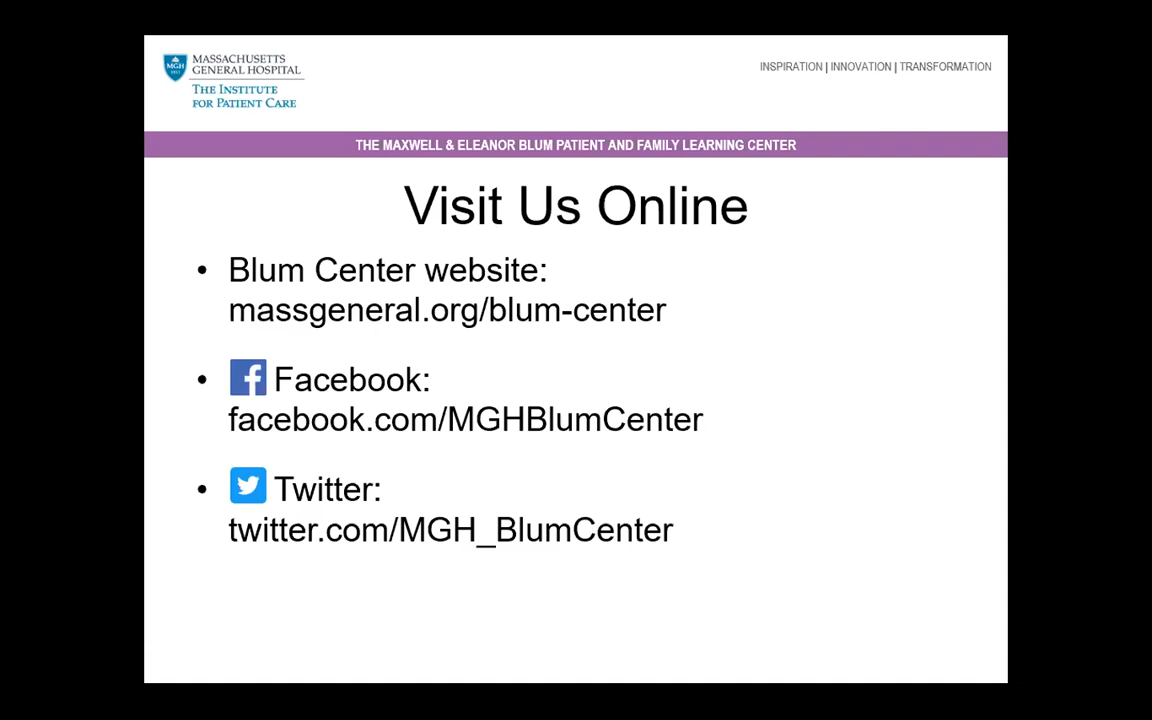 MASSACHUSETTS
GENERAL HOSPITAL
THE INSTITUTE
FOR PATIENT CARE
MGH
1811
INSPIRATION | INNOVATION | TRANSFORMATION
THE MAXWELL & ELEANOR BLUM PATIENT AND FAMILY LEARNING CENTER
Visit Us Online
• Blum Center website:
massgeneral.org/blum-center
• Facebook:
facebook.com/MGHBlumCenter
• Twitter:
twitter.com/MGH_BlumCenter